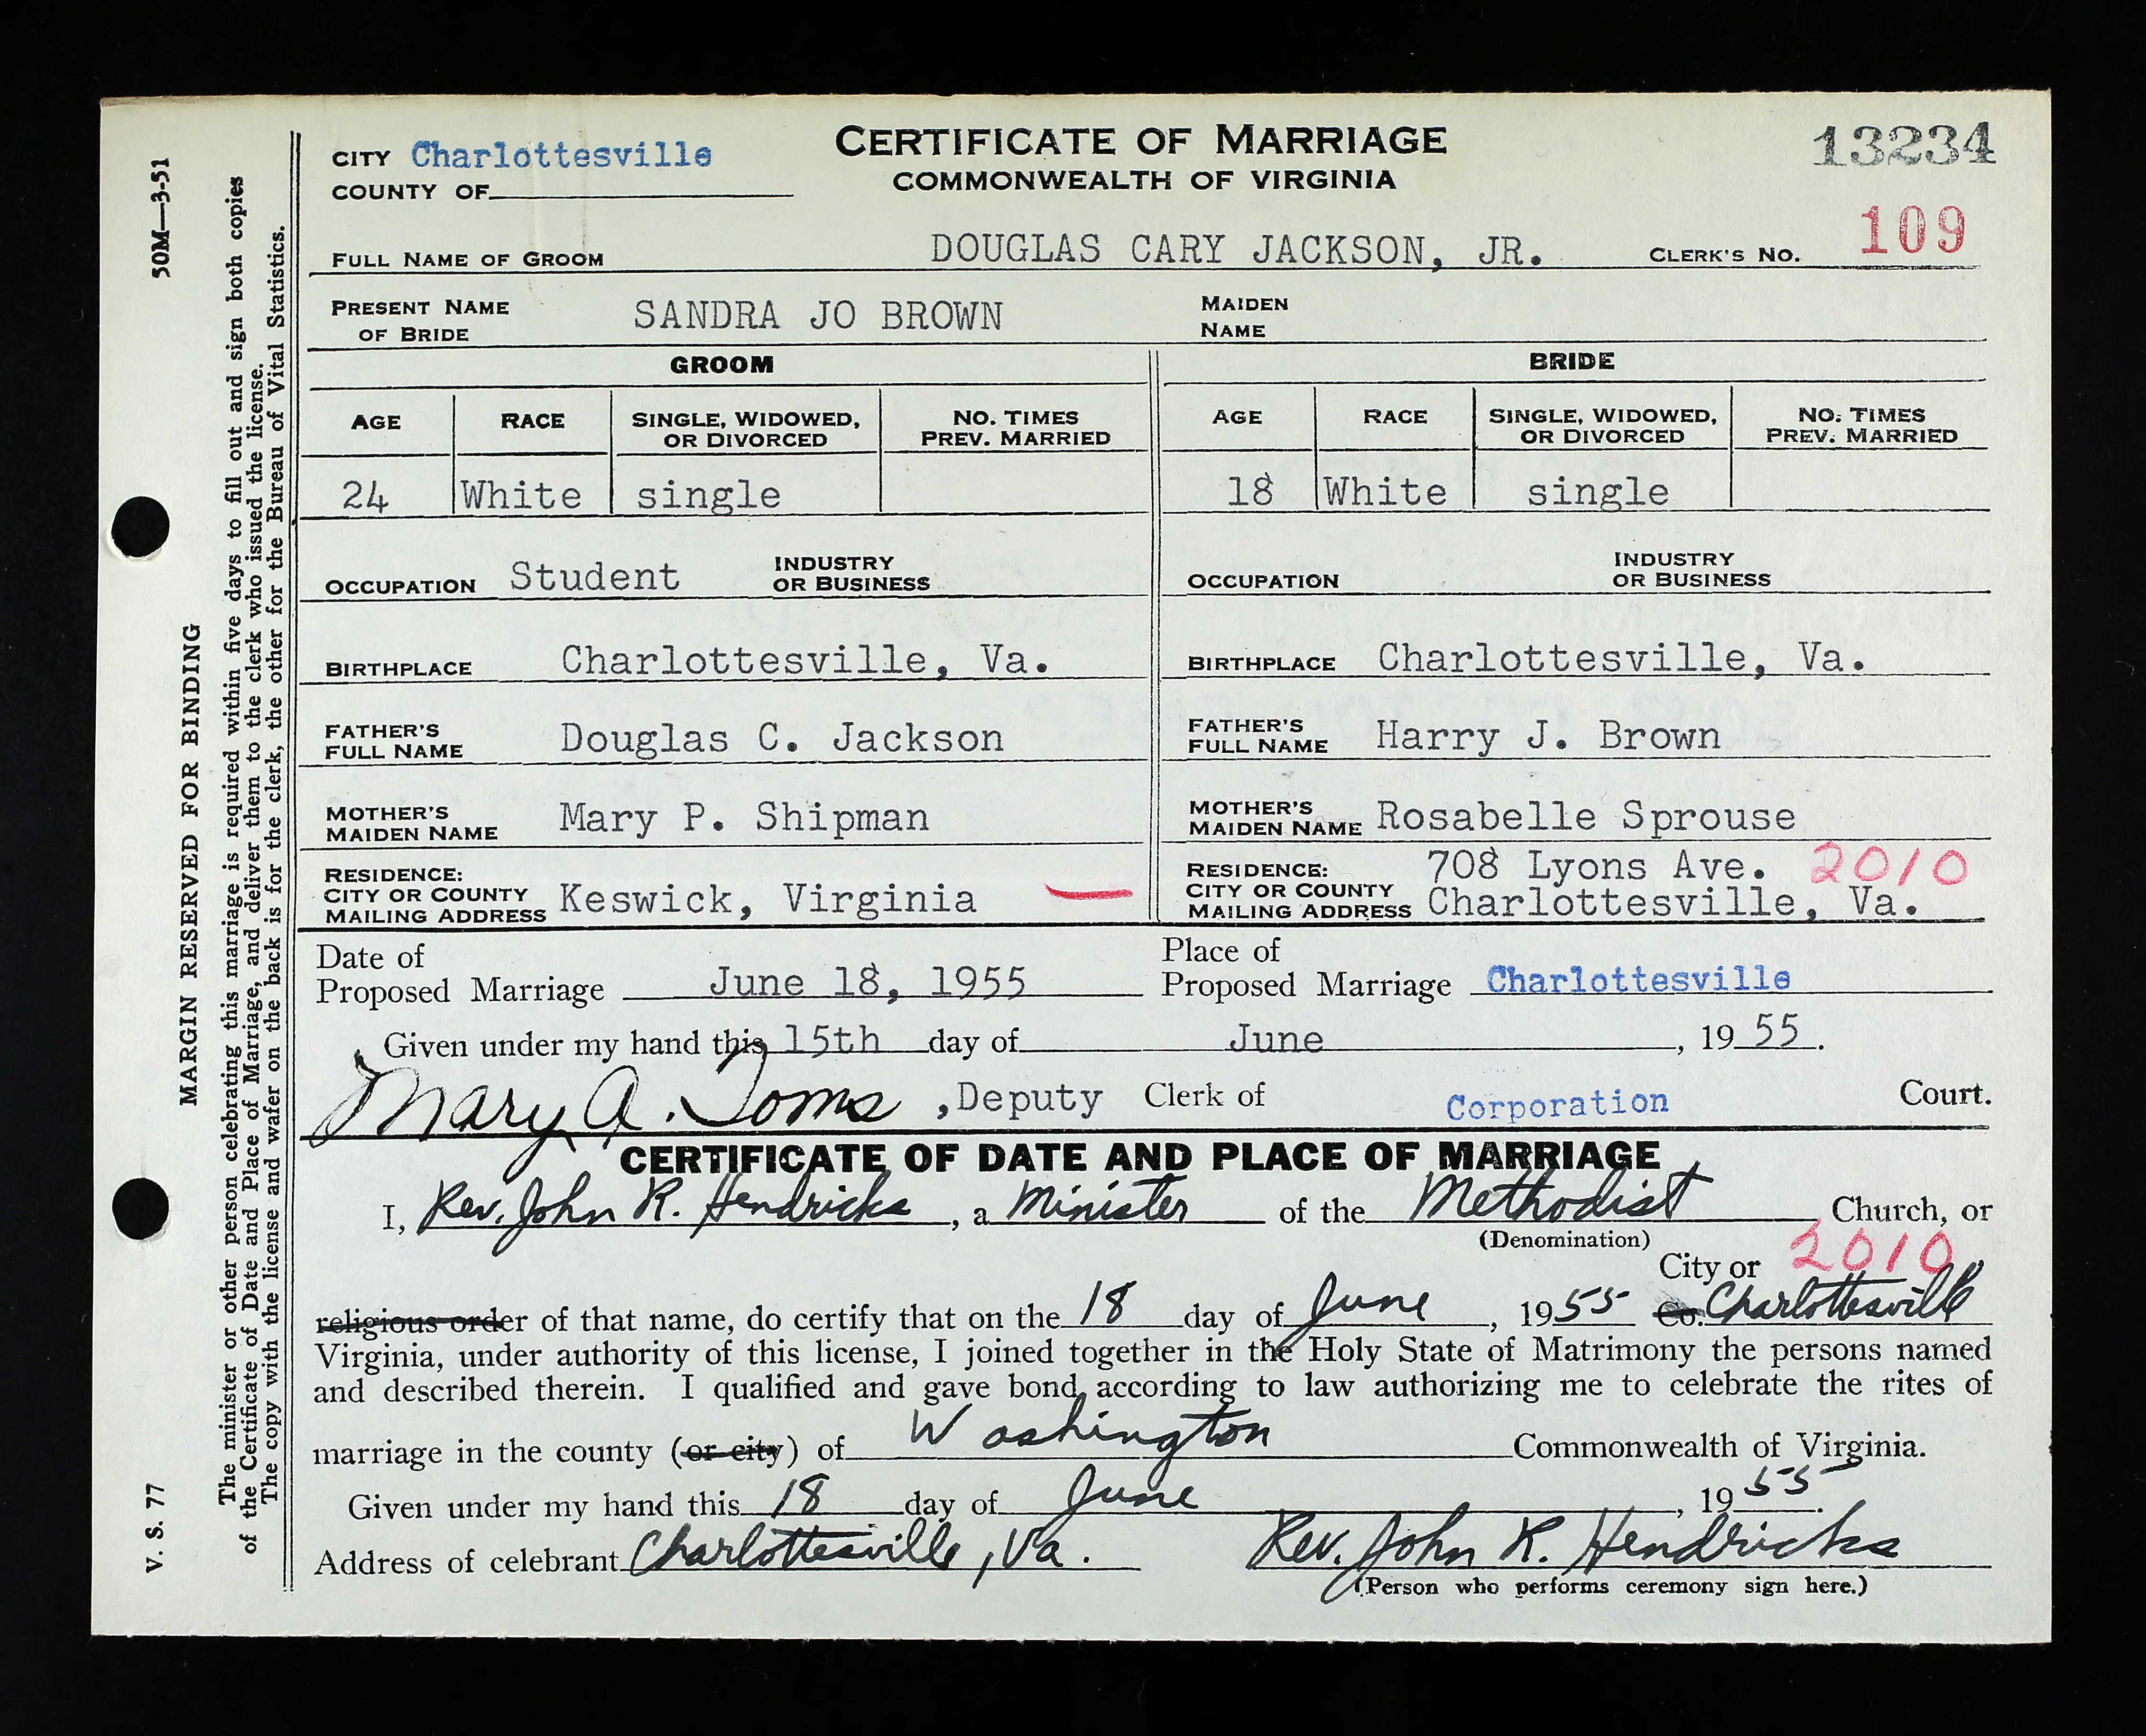 CITY Charlottesville
COUNTY OF
CERTIFICATE OF MARRIAGE
COMMONWEALTH OF VIRGINIA
13234
FULL NAME OF GROOM DOUGLAS CARY JACKSON, JR. CLERK'S NO. 109
PRESENT NAME OF BRIDE SANDRA JO BROWN MAIDEN NAME
GROOM
AGE RACE SINGLE, WIDOWED, OR DIVORCED NO. TIMES PREV. MARRIED
24 White single
OCCUPATION Student INDUSTRY OR BUSINESS
BIRTHPLACE Charlottesville, Va.
FATHER'S FULL NAME Douglas C. Jackson
MOTHER'S MAIDEN NAME Mary P. Shipman
RESIDENCE: CITY OR COUNTY MAILING ADDRESS Keswick, Virginia
BRIDE
AGE RACE SINGLE, WIDOWED, OR DIVORCED NO. TIMES PREV. MARRIED
18 White single
OCCUPATION INDUSTRY OR BUSINESS
BIRTHPLACE Charlottesville, Va.
FATHER'S FULL NAME Harry J. Brown
MOTHER'S MAIDEN NAME Rosabelle Sprouse
RESIDENCE: CITY OR COUNTY MAILING ADDRESS 708 Lyons Ave. 2010
Charlottesville, Va.
Date of Proposed Marriage June 18, 1955 Place of Proposed Marriage Charlottesville
Given under my hand this 15th day of June, 1955.
Mary A. Toms, Deputy Clerk of Corporation Court.
CERTIFICATE OF DATE AND PLACE OF MARRIAGE
I, Rev. John R. Hendricks, a Minister of the Methodist Church, or
(Denomination)
City or 2010
religious order of that name, do certify that on the 18 day of June, 1955 Co. Charlottesville
Virginia, under authority of this license, I joined together in the Holy State of Matrimony the persons named
and described therein. I qualified and gave bond according to law authorizing me to celebrate the rites of
marriage in the county (or city) of Washington Commonwealth of Virginia.
Given under my hand this 18 day of June, 1955.
Address of celebrant Charlottesville, Va. Rev. John R. Hendricks
(Person who performs ceremony sign here.)
V. S. 77 MARGIN RESERVED FOR BINDING 50M—3-51
The minister or other person celebrating this marriage is required within five days to fill out and sign both copies
of the Certificate of Date and Place of Marriage, and deliver them to the clerk who issued the license.
The copy with the license and wafer on the back is for the clerk, the other for the Bureau of Vital Statistics.